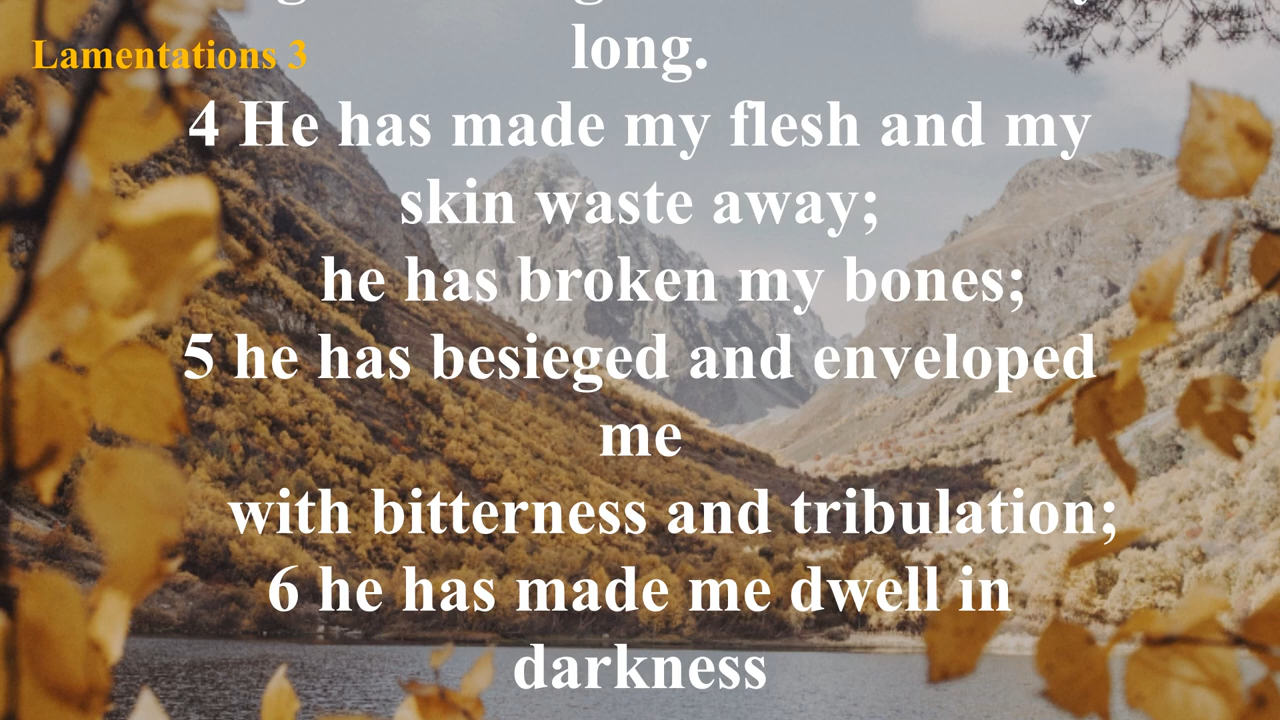 Lamentations 3
long.
4 He has made my flesh and my
skin waste away;
he has broken my bones;
5 he has besieged and enveloped
me
with bitterness and tribulation;
6 he has made me dwell in
darkness